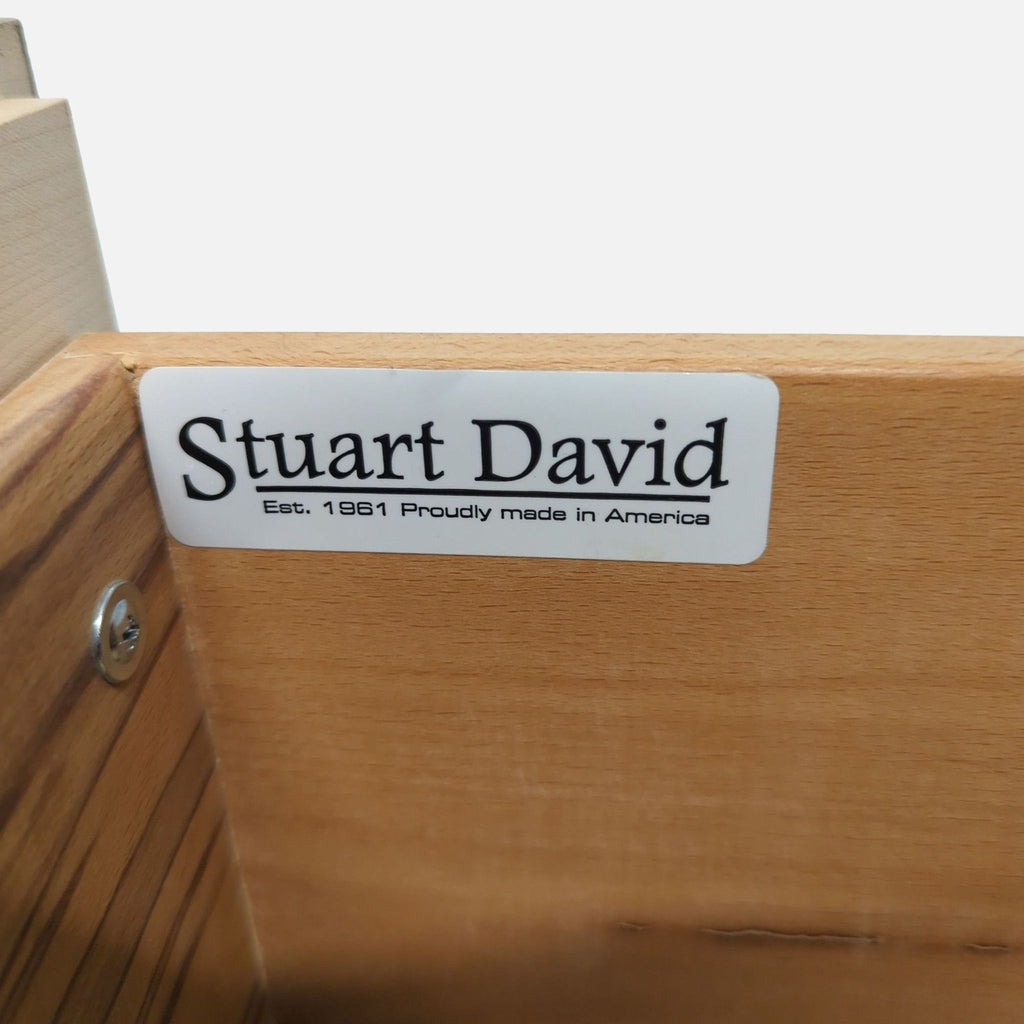 Stuart David
Est. 1961 Proudly made in America